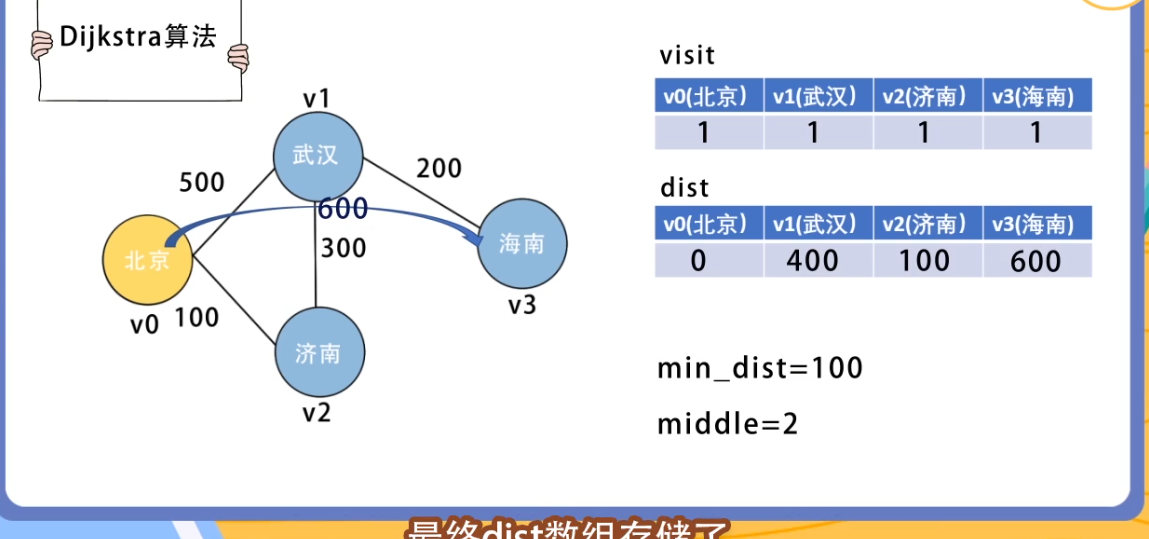 Dijkstra算法
v1
武汉
500
200
600
300
北京
海南
v0
100
v3
济南
v2
visit
v0(北京) v1(武汉) v2(济南) v3(海南)
1 1 1 1
dist
v0(北京) v1(武汉) v2(济南) v3(海南)
0 400 100 600
min_dist=100
middle=2
最终dist数组存储了